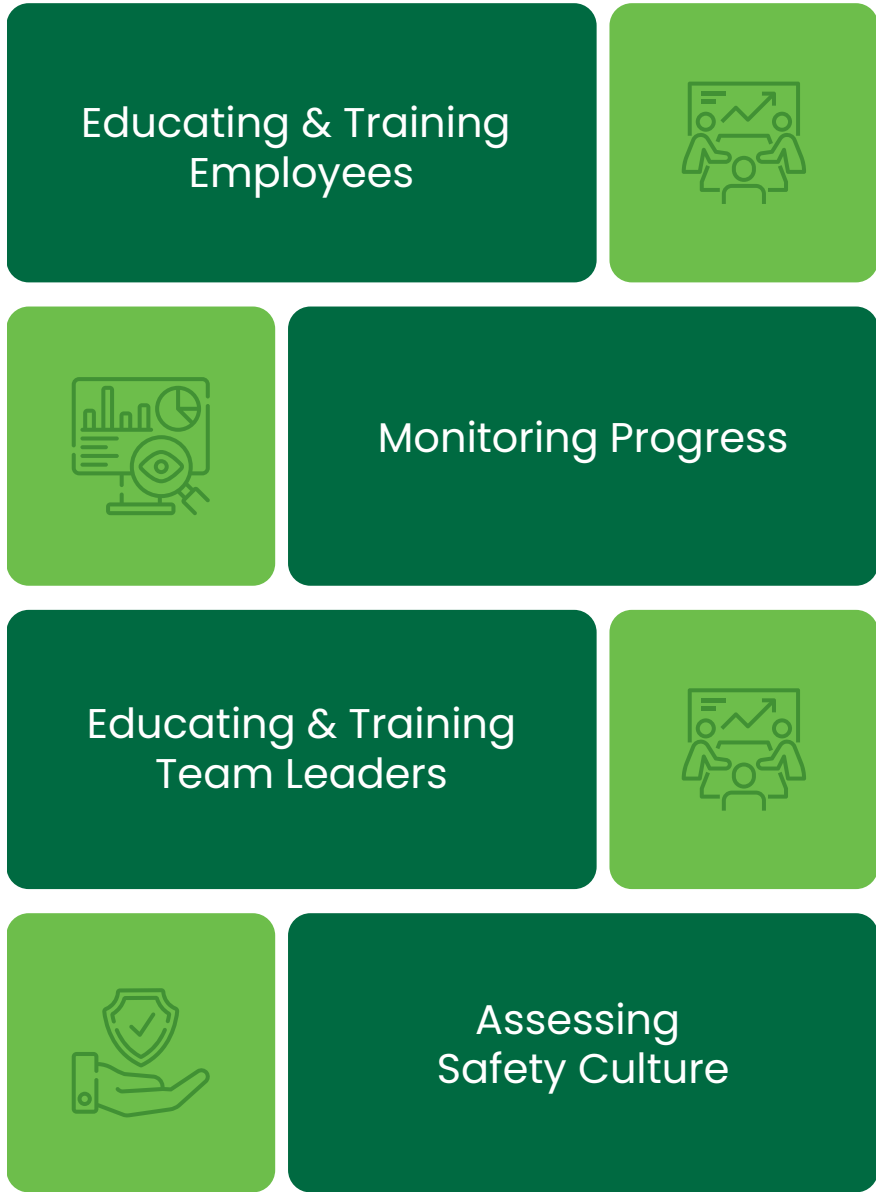 Educating & Training
Employees
Monitoring Progress
Educating & Training
Team Leaders
Assessing
Safety Culture